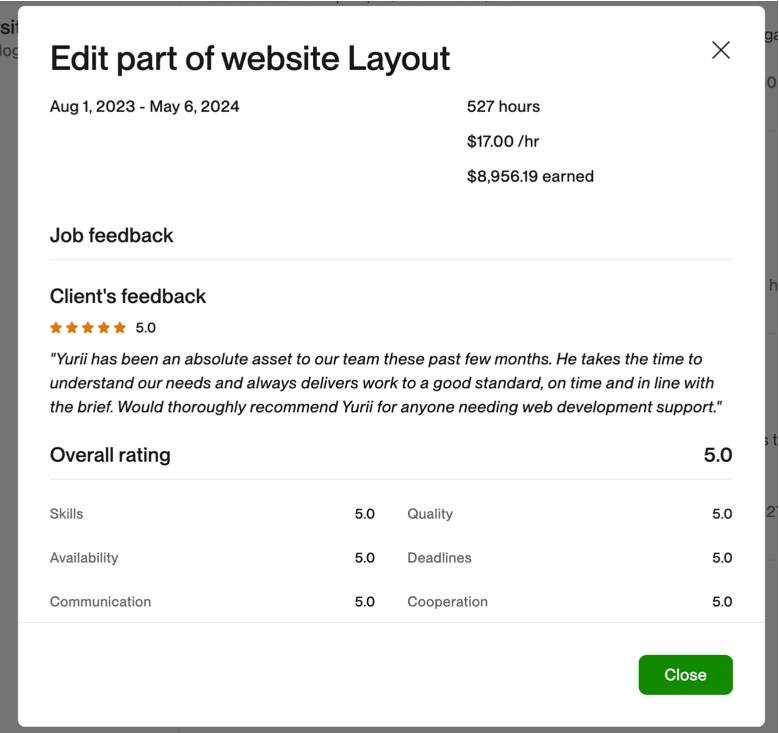 Edit part of website Layout
Aug 1, 2023 - May 6, 2024
527 hours
$17.00 /hr
$8,956.19 earned
Job feedback
Client's feedback
5.0
"Yurii has been an absolute asset to our team these past few months. He takes the time to
understand our needs and always delivers work to a good standard, on time and in line with
the brief. Would thoroughly recommend Yurii for anyone needing web development support."
Overall rating 5.0
Skills 5.0 Quality 5.0
Availability 5.0 Deadlines 5.0
Communication 5.0 Cooperation 5.0
Close